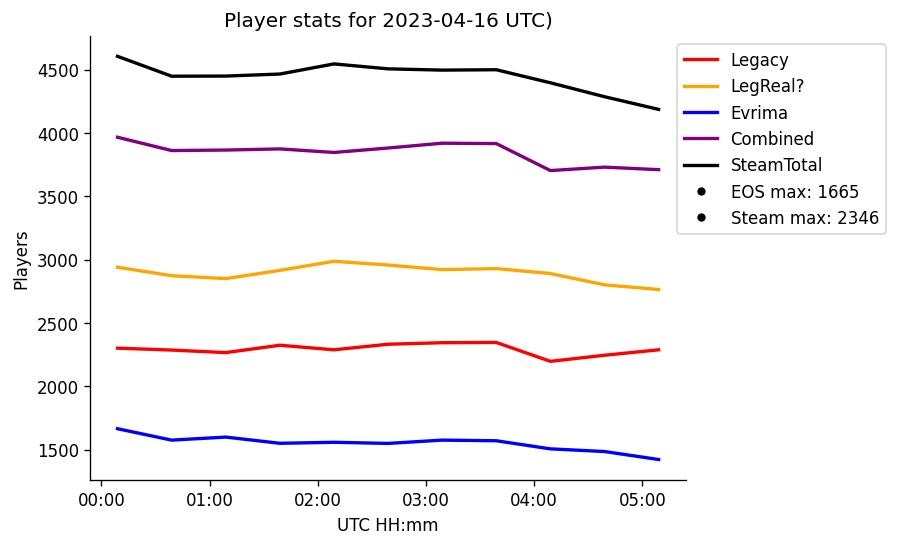 Player stats for 2023-04-16 UTC)
Legacy
LegReal?
Evrima
Combined
SteamTotal
EOS max: 1665
Steam max: 2346
Players
4500
4000
3500
3000
2500
2000
1500
00:00 01:00 02:00 03:00 04:00 05:00
UTC HH:mm